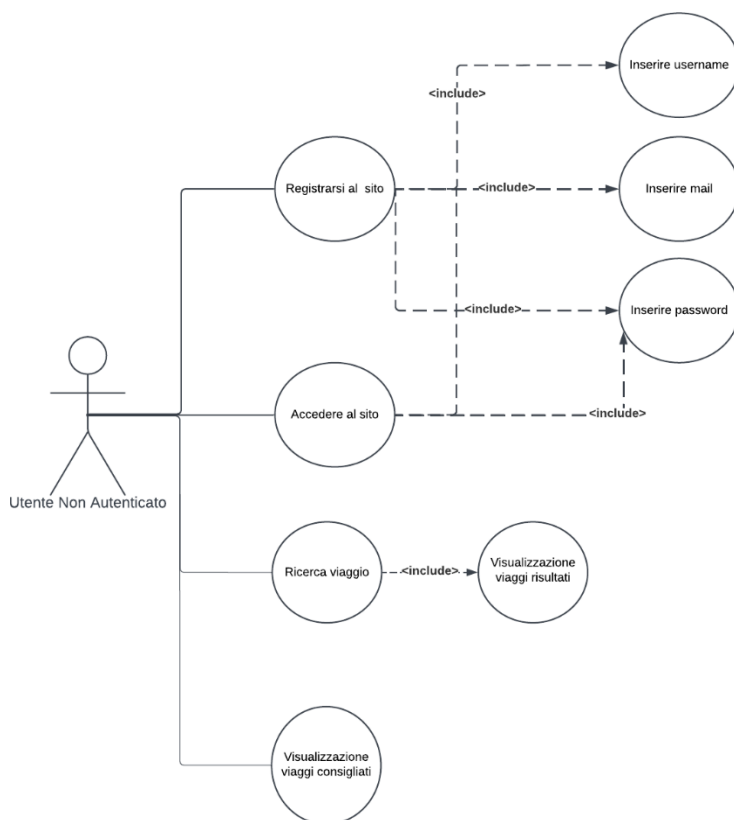 Inserire username
<include>
Registrarsi al sito
<include>
Inserire mail
<include>
Inserire password
Accedere al sito
<include>
Utente Non Autenticato
Ricerca viaggio
<include>
Visualizzazione
viaggi risultati
Visualizzazione
viaggi consigliati